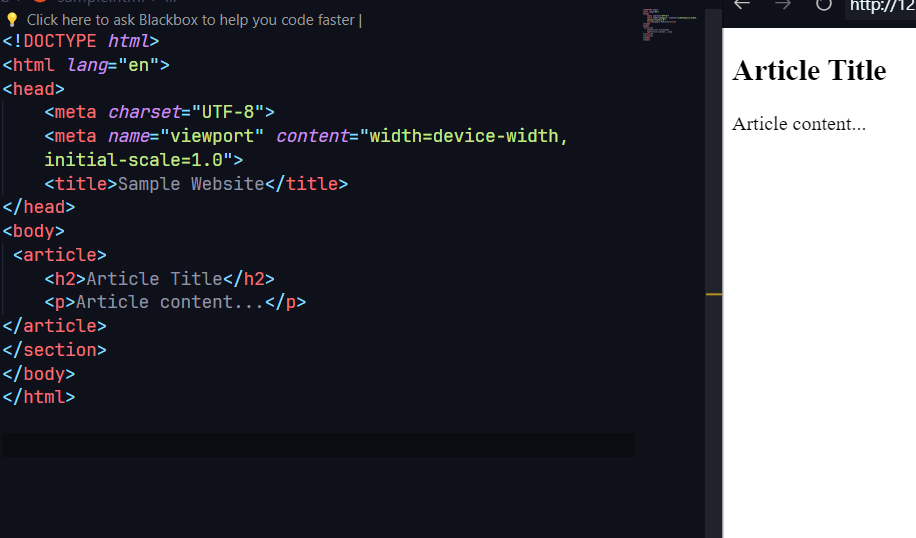 Click here to ask Blackbox to help you code faster |
<!DOCTYPE html>
<html lang="en">
<head>
    <meta charset="UTF-8">
    <meta name="viewport" content="width=device-width,
    initial-scale=1.0">
    <title>Sample Website</title>
</head>
<body>
 <article>
    <h2>Article Title</h2>
    <p>Article content...</p>
</article>
</section>
</body>
</html>
http://12
Article Title
Article content...